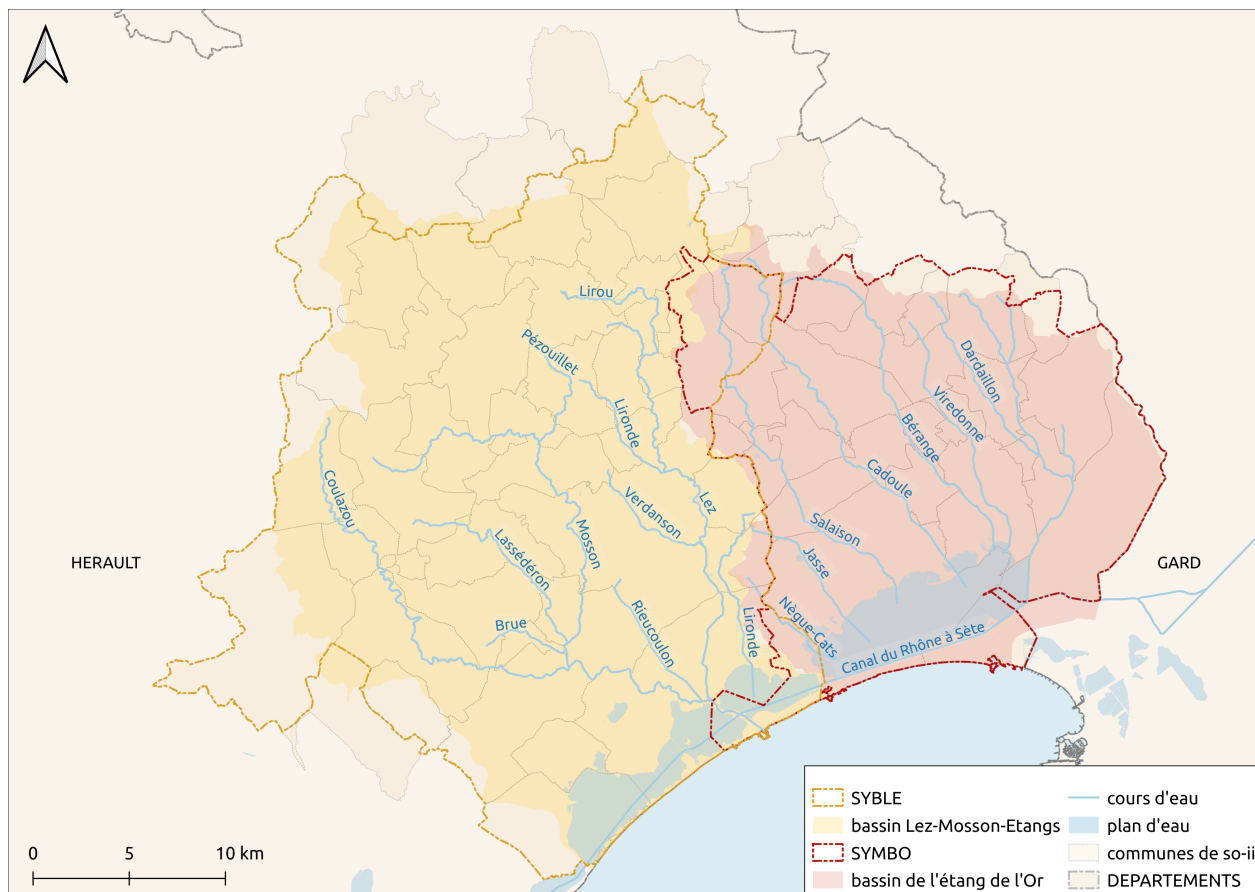 Lirou
Pézouillet
Lironde
Dardaillon
Viredonne
Bérange
Cadoule
Coulazou
Lez
Verdanson
Mosson
Lassédéron
Salaison
Jasse
HERAULT
GARD
Nègue-Cats
Rieucoulon
Lironde
Brue
Canal du Rhône à Sète
0 5 10 km
SYBLE
bassin Lez-Mosson-Etangs
SYMBO
bassin de l'étang de l'Or
cours d'eau
plan d'eau
communes de so-ii
DEPARTEMENTS